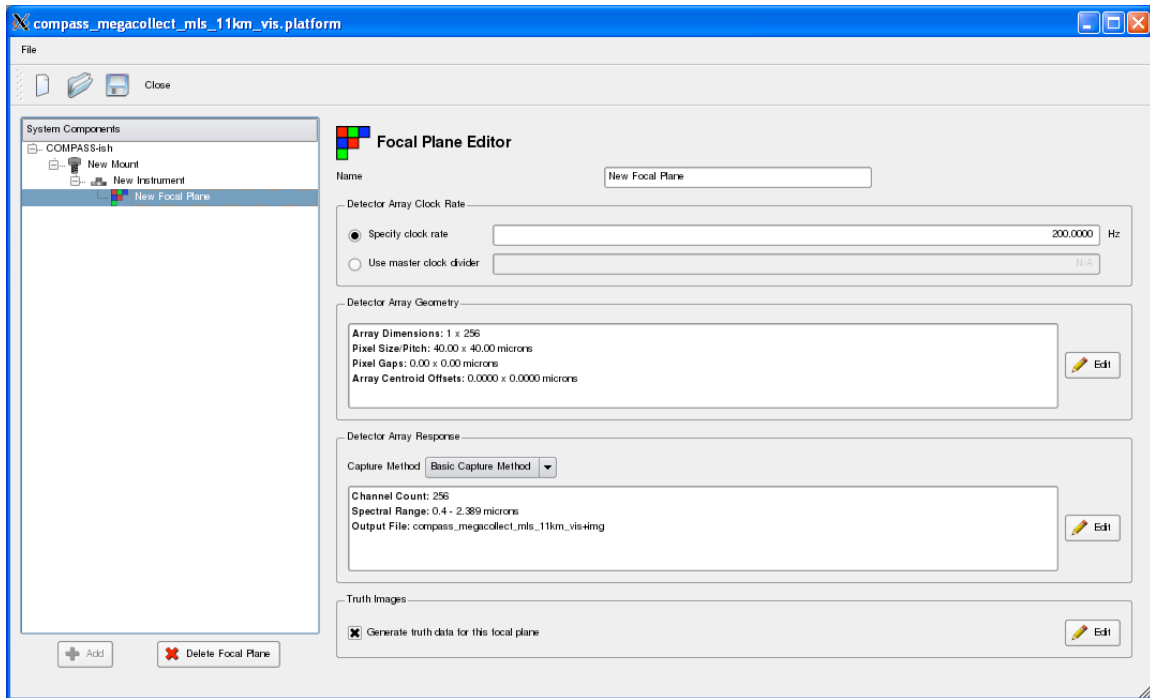 compass_megacollect_mls_11km_vis.platform
File
Close
System Components
COMPASS-ish
New Mount
New Instrument
New Focal Plane
Add
Delete Focal Plane
Focal Plane Editor
Name New Focal Plane
Detector Array Clock Rate
Specify clock rate 200.0000 Hz
Use master clock divider N/A
Detector Array Geometry
Array Dimensions: 1 x 256
Pixel Size/Pitch: 40.00 x 40.00 microns
Pixel Gaps: 0.00 x 0.00 microns
Array Centroid Offsets: 0.0000 x 0.0000 microns
Edit
Detector Array Response
Capture Method Basic Capture Method
Channel Count: 256
Spectral Range: 0.4 - 2.389 microns
Output File: compass_megacollect_mls_11km_vis+img
Edit
Truth Images
Generate truth data for this focal plane
Edit